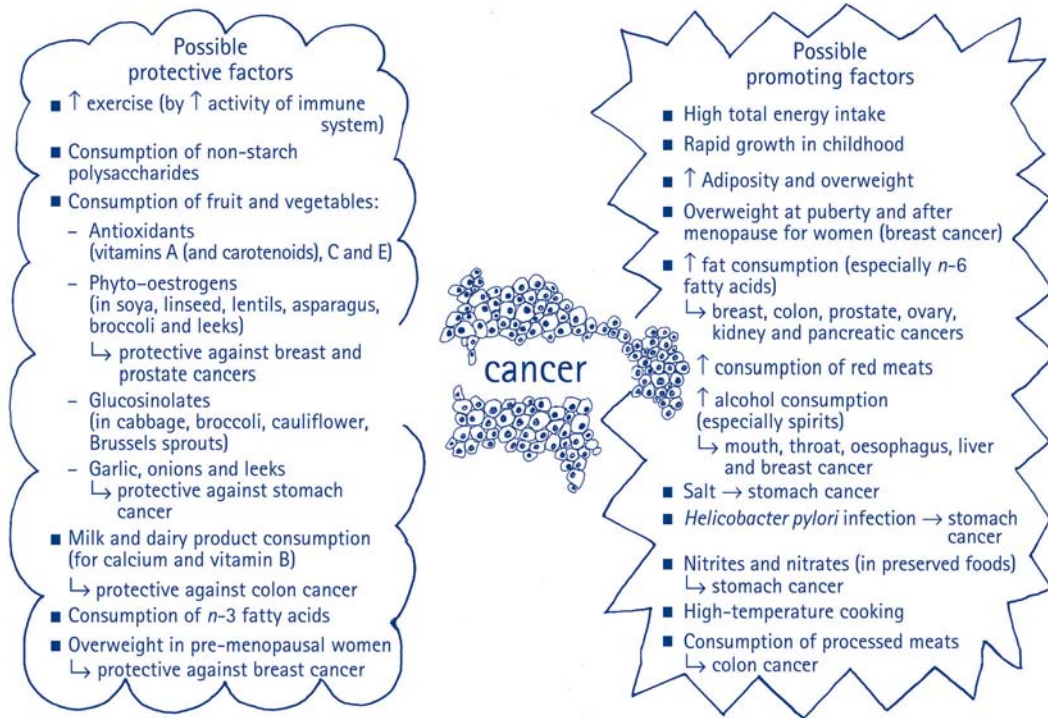 Possible
protective factors
■ ↑ exercise (by ↑ activity of immune
system)
■ Consumption of non-starch
polysaccharides
■ Consumption of fruit and vegetables:
– Antioxidants
(vitamins A (and carotenoids), C and E)
– Phyto-oestrogens
(in soya, linseed, lentils, asparagus,
broccoli and leeks)
↳ protective against breast and
prostate cancers
– Glucosinolates
(in cabbage, broccoli, cauliflower,
Brussels sprouts)
– Garlic, onions and leeks
↳ protective against stomach
cancer
■ Milk and dairy product consumption
(for calcium and vitamin B)
↳ protective against colon cancer
■ Consumption of n-3 fatty acids
■ Overweight in pre-menopausal women
↳ protective against breast cancer
cancer
Possible
promoting factors
■ High total energy intake
■ Rapid growth in childhood
■ ↑ Adiposity and overweight
■ Overweight at puberty and after
menopause for women (breast cancer)
■ ↑ fat consumption (especially n-6
fatty acids)
↳ breast, colon, prostate, ovary,
kidney and pancreatic cancers
↑ consumption of red meats
↑ alcohol consumption
(especially spirits)
↳ mouth, throat, oesophagus, liver
and breast cancer
■ Salt → stomach cancer
■ Helicobacter pylori infection → stomach
cancer
■ Nitrites and nitrates (in preserved foods)
↳ stomach cancer
■ High-temperature cooking
■ Consumption of processed meats
↳ colon cancer